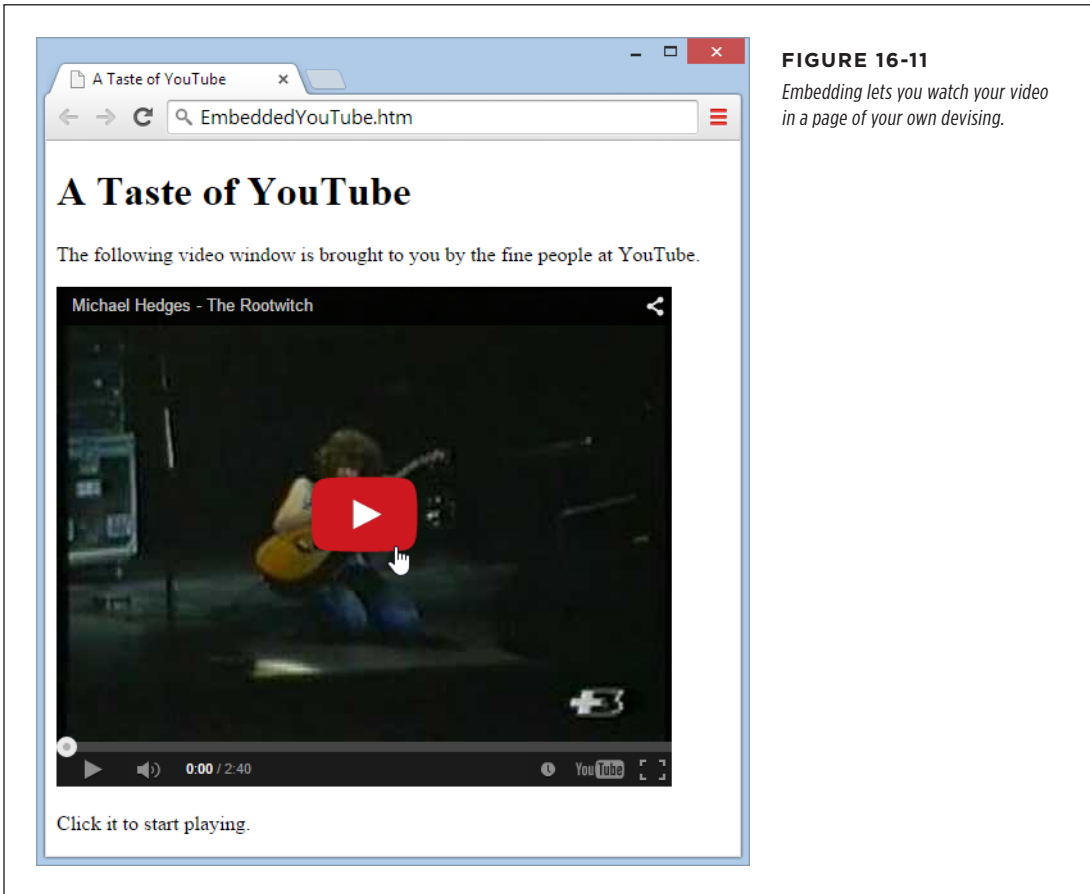 A Taste of YouTube
EmbeddedYouTube.htm
A Taste of YouTube
The following video window is brought to you by the fine people at YouTube.
Michael Hedges - The Rootwitch
+3
0:00 / 2:40
YouTube
Click it to start playing.
FIGURE 16-11
Embedding lets you watch your video
in a page of your own devising.